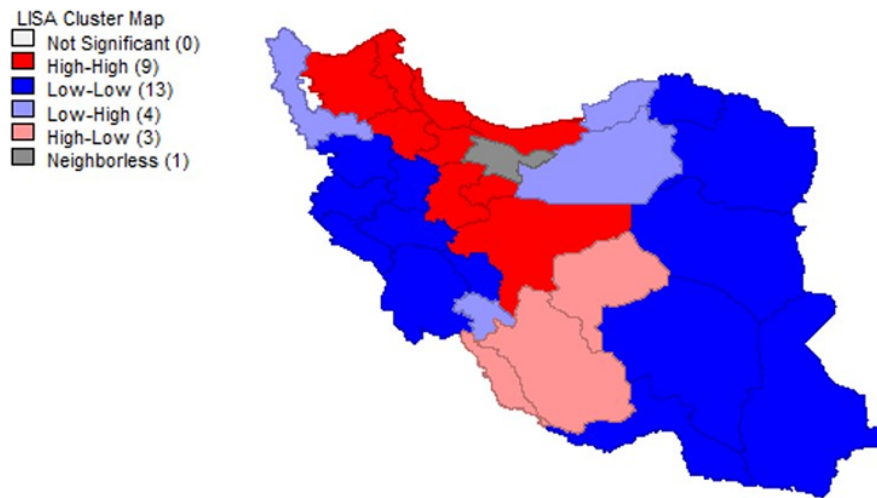 LISA Cluster Map
Not Significant (0)
High-High (9)
Low-Low (13)
Low-High (4)
High-Low (3)
Neighborless (1)